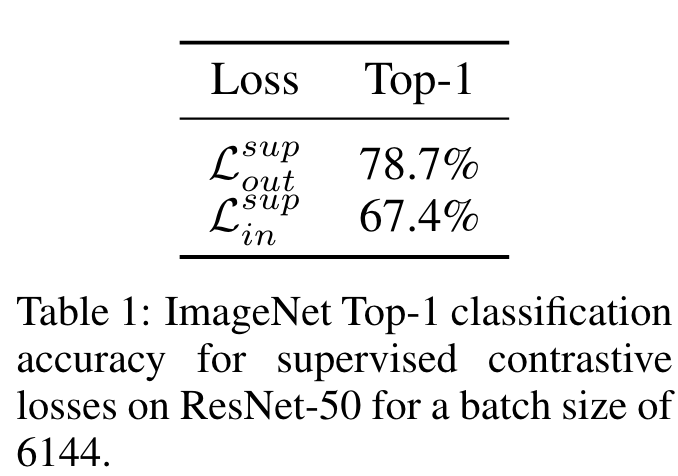 Loss Top-1
$\mathcal{L}_{out}^{sup}$ 78.7%
$\mathcal{L}_{in}^{sup}$ 67.4%
Table 1: ImageNet Top-1 classification
accuracy for supervised contrastive
losses on ResNet-50 for a batch size of
6144.